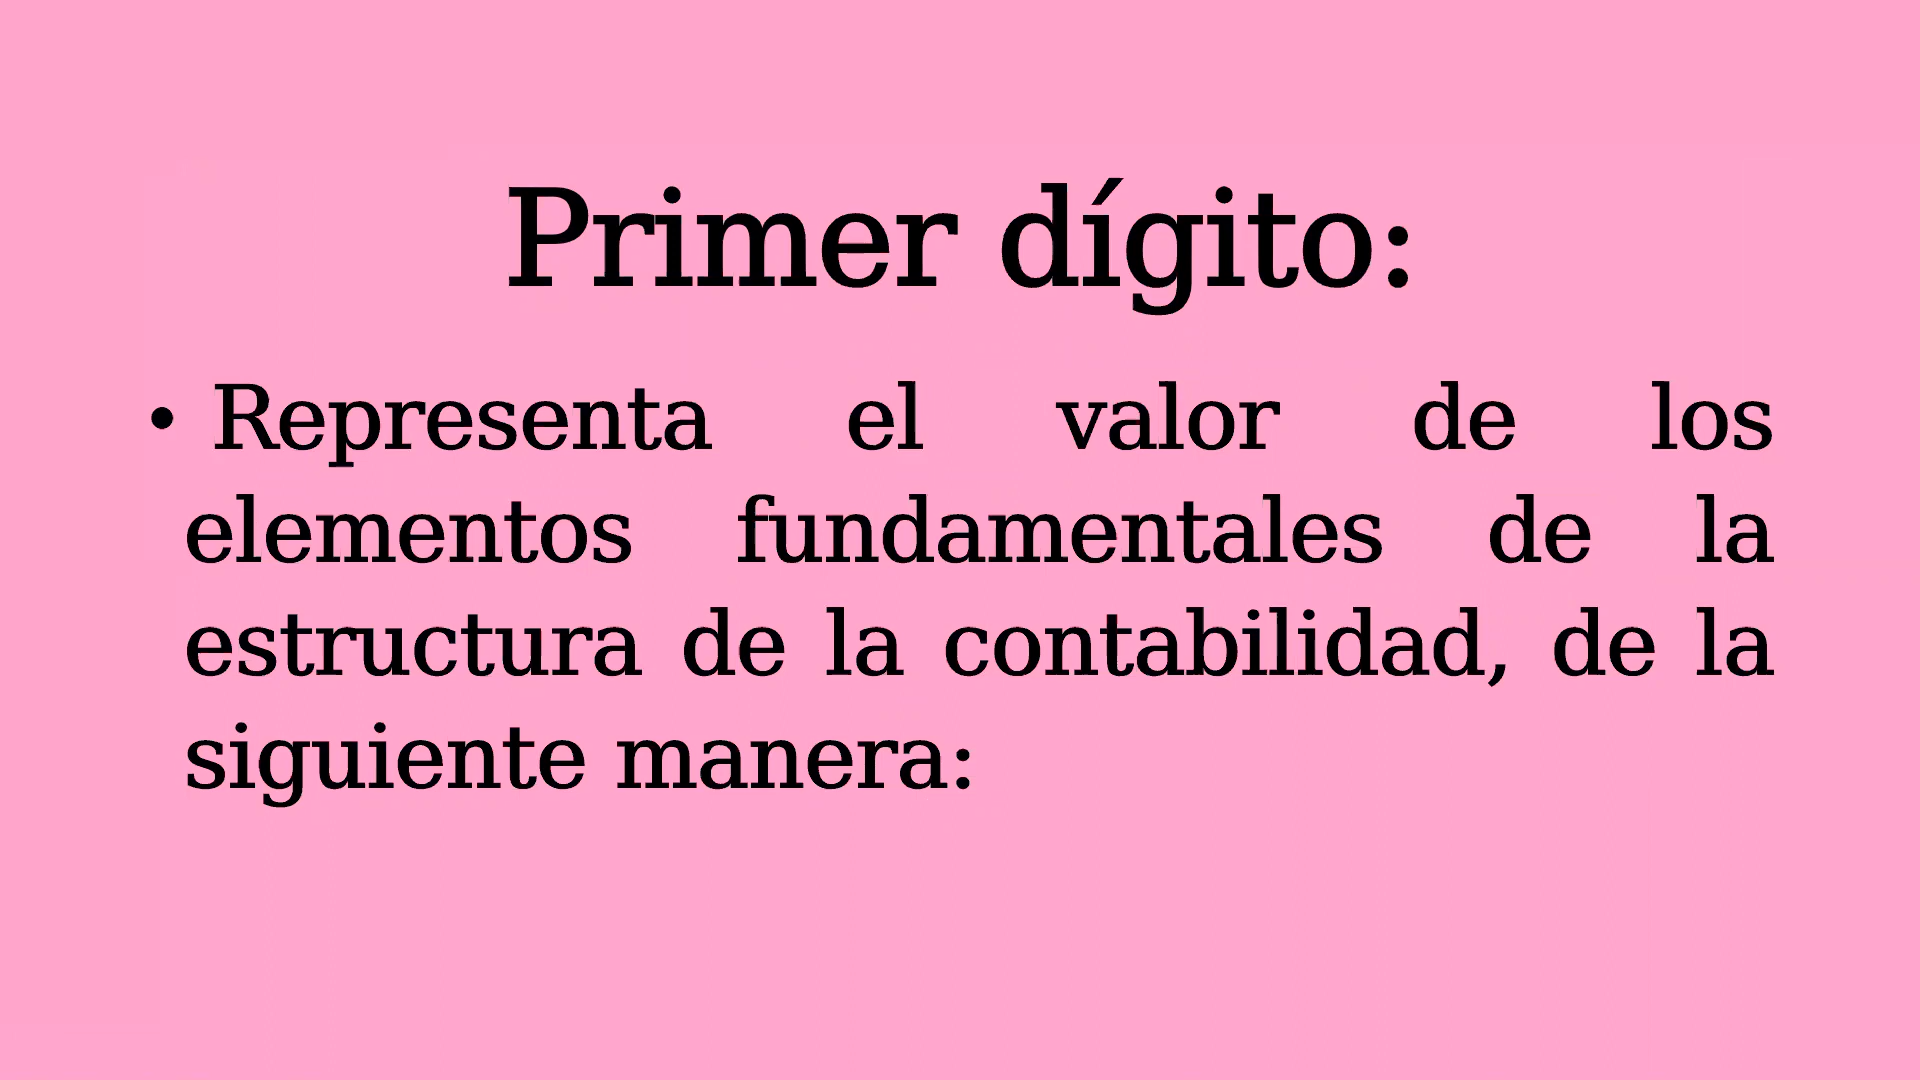 Primer dígito:
• Representa el valor de los
elementos fundamentales de la
estructura de la contabilidad, de la
siguiente manera: